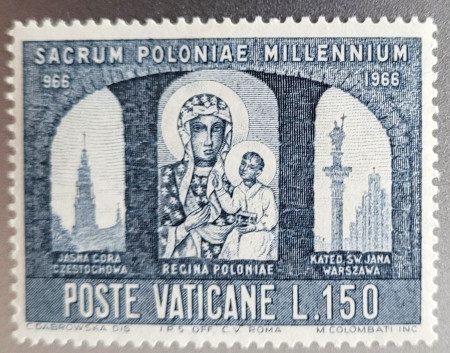 SACRUM POLONIAE MILLENNIUM
966 1966
JASNA GORA
CZESTOCHOWA
REGINA POLONIAE
KATED. SW. JANA
WARSZAWA
POSTE VATICANE L.150
C. DABROWSKA DIS I.P.S. OFF. C.V. ROMA M. COLOMBATI INC.